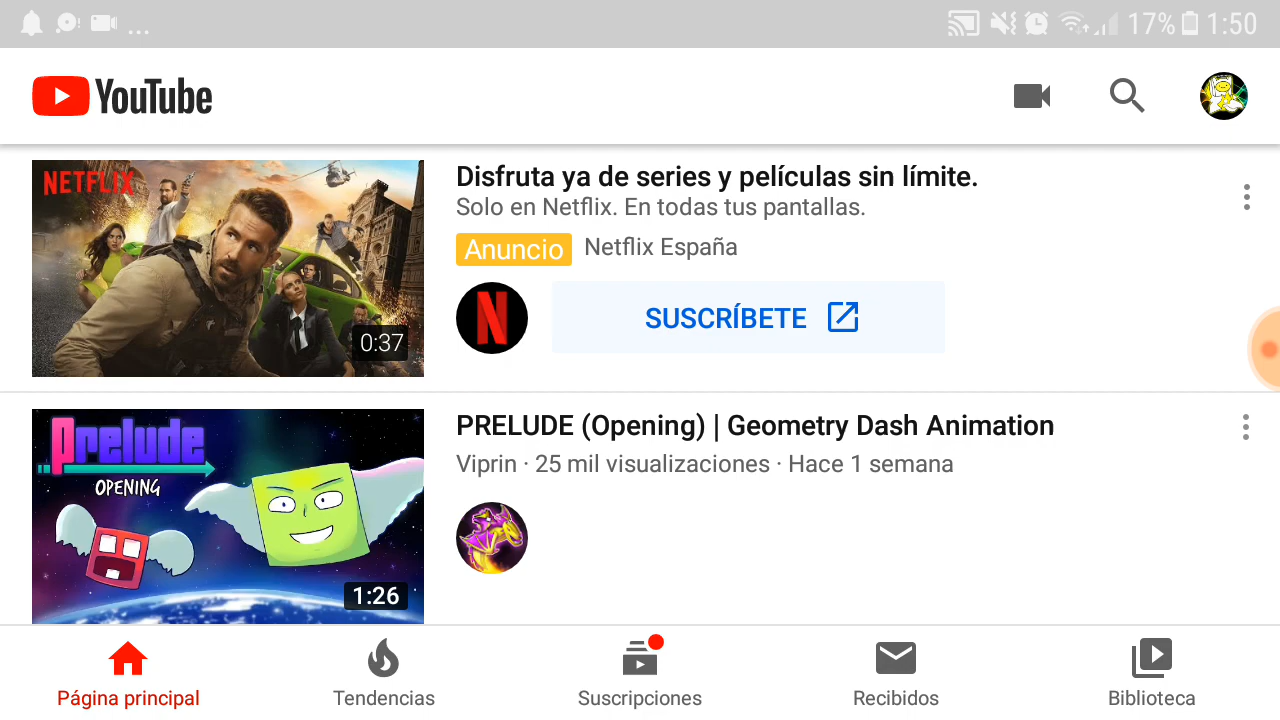 ... 17% 1:50
YouTube
NETFLIX
0:37
Disfruta ya de series y películas sin límite.
Solo en Netflix. En todas tus pantallas.
Anuncio Netflix España
N
SUSCRÍBETE
Prelude
OPENING
1:26
PRELUDE (Opening) | Geometry Dash Animation
Viprin · 25 mil visualizaciones · Hace 1 semana
Página principal
Tendencias
Suscripciones
Recibidos
Biblioteca